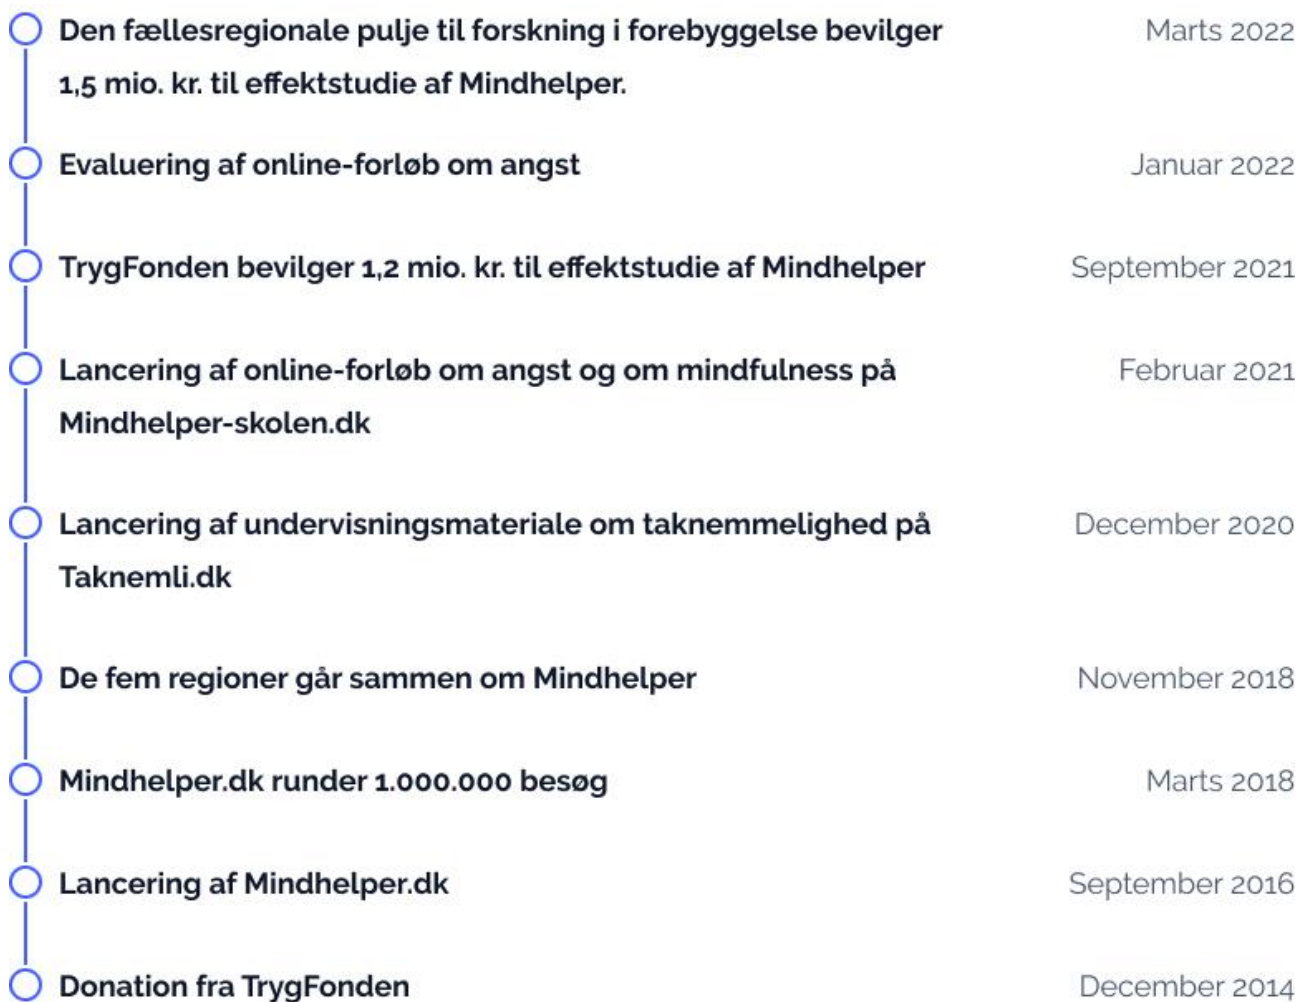 Den fællesregionale pulje til forskning i forebyggelse bevilger Marts 2022
1,5 mio. kr. til effektstudie af Mindhelper.
Evaluering af online-forløb om angst Januar 2022
TrygFonden bevilger 1,2 mio. kr. til effektstudie af Mindhelper September 2021
Lancering af online-forløb om angst og om mindfulness på Februar 2021
Mindhelper-skolen.dk
Lancering af undervisningsmateriale om taknemmelighed på December 2020
Taknemli.dk
De fem regioner går sammen om Mindhelper November 2018
Mindhelper.dk runder 1.000.000 besøg Marts 2018
Lancering af Mindhelper.dk September 2016
Donation fra TrygFonden December 2014